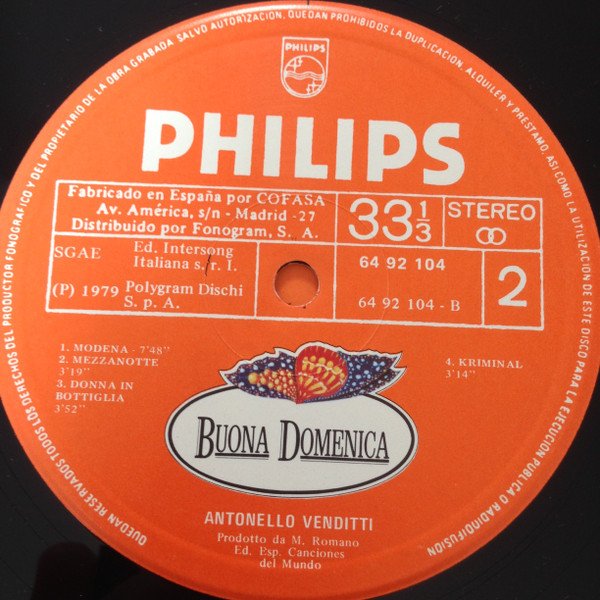 QUEDAN RESERVADOS TODOS LOS DERECHOS DEL PRODUCTOR FONOGRAFICO Y DEL PROPIETARIO DE LA OBRA GRABADA SALVO AUTORIZACION, QUEDAN PROHIBIDOS LA DUPLICACION, ALQUILER Y PRESTAMO, ASI COMO LA UTILIZACION DE ESTE DISCO PARA LA EJECUCION PUBLICA O RADIODIFUSION
PHILIPS
PHILIPS
Fabricado en España por COFASA
Av. América, s/n - Madrid -27
Distribuido por Fonogram, S. A.
33 1/3
STEREO
SGAE
Ed. Intersong
Italiana s. r. I.
(P) 1979 Polygram Dischi
S. p. A.
64 92 104
64 92 104 - B
2
1. MODENA - 7'48''
2. MEZZANOTTE
3'19''
3. DONNA IN
BOTTIGLIA
3'52''
4. KRIMINAL
3'14''
BUONA DOMENICA
ANTONELLO VENDITTI
Prodotto da M. Romano
Ed. Esp. Canciones
del Mundo